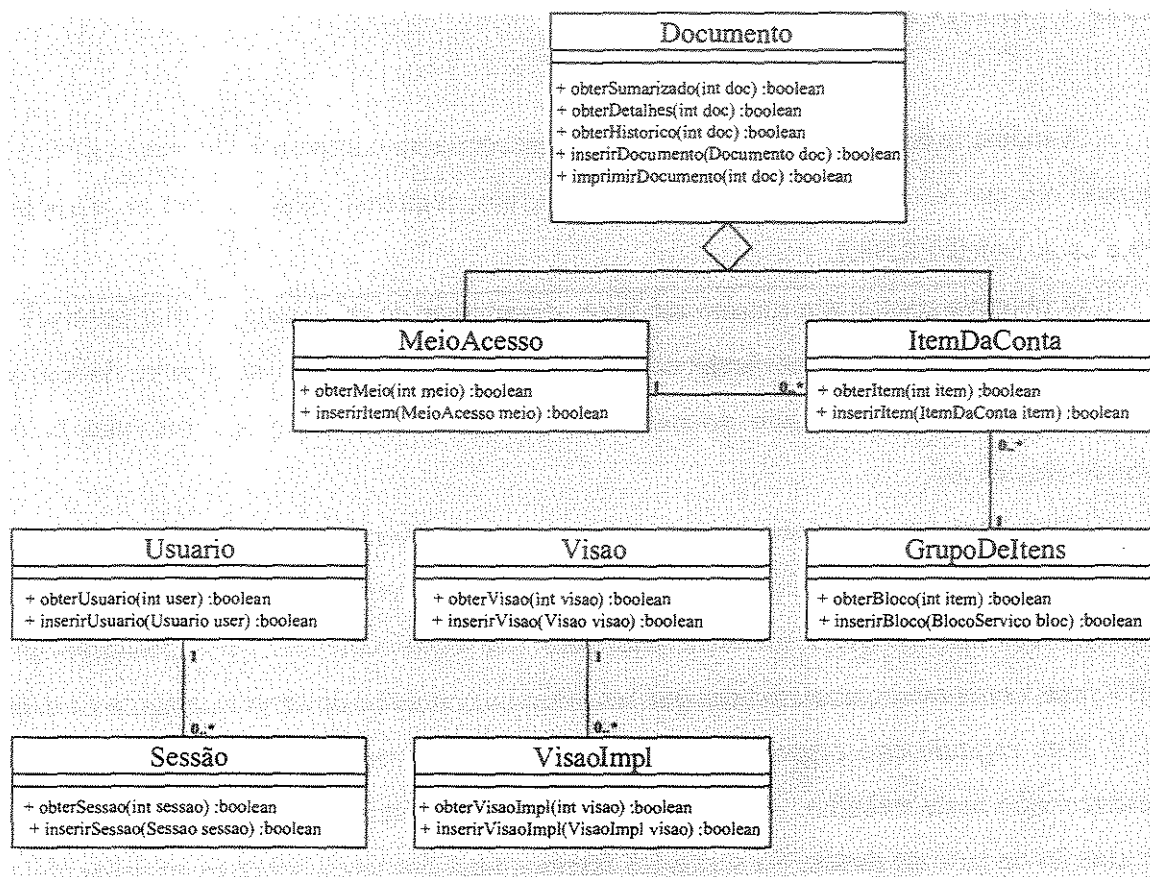 Documento
+ obterSumarizado(int doc) :boolean
+ obterDetalhes(int doc) :boolean
+ obterHistorico(int doc) :boolean
+ inserirDocumento(Documento doc) :boolean
+ imprimirDocumento(int doc) :boolean
MeioAcesso
+ obterMeio(int meio) :boolean
+ inserirItem(MeioAcesso meio) :boolean
1
0..*
ItemDaConta
+ obterItem(int item) :boolean
+ inserirItem(ItemDaConta item) :boolean
0..*
1
Usuario
+ obterUsuario(int user) :boolean
+ inserirUsuario(Usuario user) :boolean
1
0..*
Visao
+ obterVisao(int visao) :boolean
+ inserirVisao(Visao visao) :boolean
1
0..*
GrupoDeItens
+ obterBloco(int item) :boolean
+ inserirBloco(BlocoServico bloc) :boolean
Sessão
+ obterSessao(int sessao) :boolean
+ inserirSessao(Sessao sessao) :boolean
VisaoImpl
+ obterVisaoImpl(int visao) :boolean
+ inserirVisaoImpl(VisaoImpl visao) :boolean